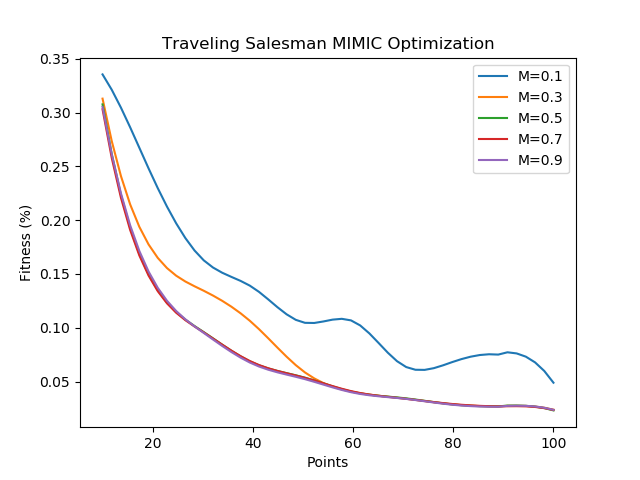 Traveling Salesman MIMIC Optimization
0.35
0.30
0.25
0.20
0.15
0.10
0.05
Fitness (%)
20
40
60
80
100
Points
M=0.1
M=0.3
M=0.5
M=0.7
M=0.9